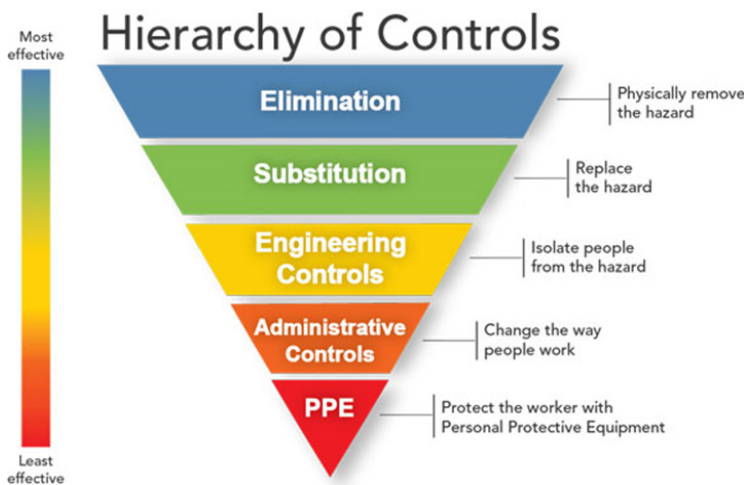 Hierarchy of Controls
Most
effective
Elimination
Physically remove
the hazard
Substitution
Replace
the hazard
Engineering
Controls
Isolate people
from the hazard
Administrative
Controls
Change the way
people work
PPE
Protect the worker with
Personal Protective Equipment
Least
effective